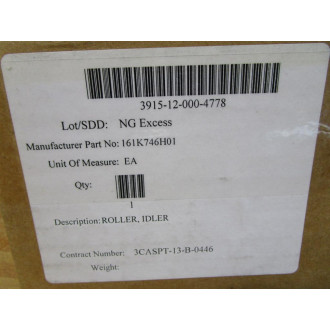 3915-12-000-4778
Lot/SDD: NG Excess
Manufacturer Part No: 161K746H01
Unit Of Measure: EA
Qty:
1
Description: ROLLER, IDLER
Contract Number: 3CASPT-13-B-0446
Weight: